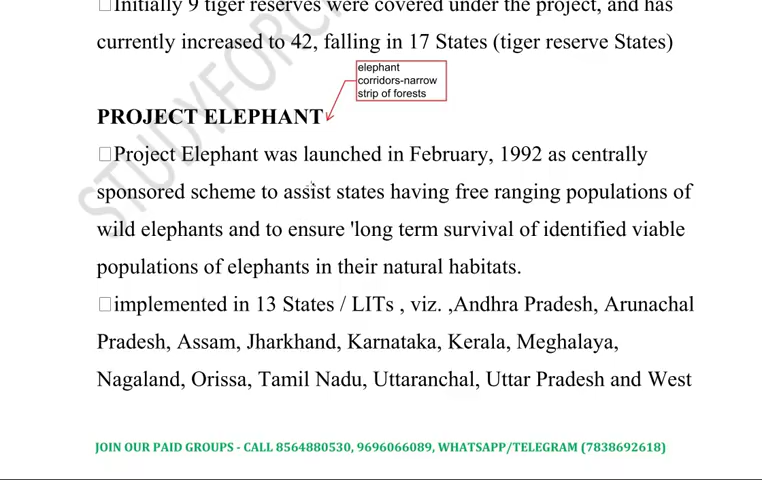 □Initially 9 tiger reserves were covered under the project, and has
currently increased to 42, falling in 17 States (tiger reserve States)
elephant
corridors-narrow
strip of forests
PROJECT ELEPHANT
□Project Elephant was launched in February, 1992 as centrally
sponsored scheme to assist states having free ranging populations of
wild elephants and to ensure 'long term survival of identified viable
populations of elephants in their natural habitats.
□implemented in 13 States / LITs , viz. ,Andhra Pradesh, Arunachal
Pradesh, Assam, Jharkhand, Karnataka, Kerala, Meghalaya,
Nagaland, Orissa, Tamil Nadu, Uttaranchal, Uttar Pradesh and West
JOIN OUR PAID GROUPS - CALL 8564880530, 9696066089, WHATSAPP/TELEGRAM (7838692618)
STUDYFORC